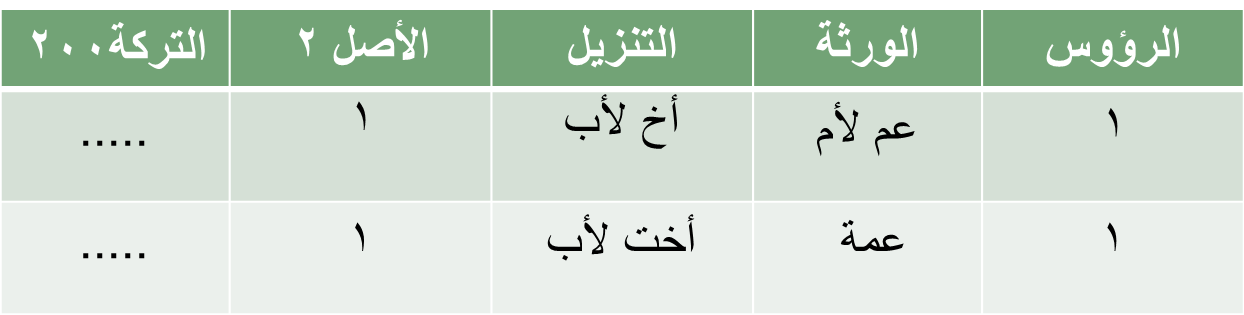 الرؤوس الورثة التنزيل الأصل ٢ التركة٢٠٠
١ عم لأم أخ لأب ١ .....
١ عمة أخت لأب ١ .....